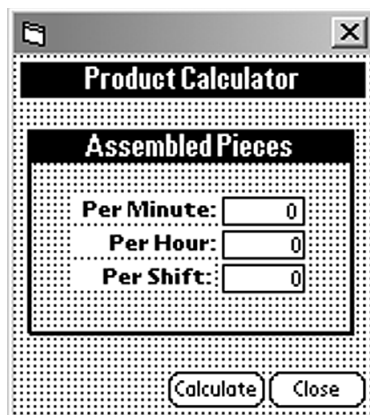 Product Calculator
Assembled Pieces
Per Minute: 0
Per Hour: 0
Per Shift: 0
Calculate Close